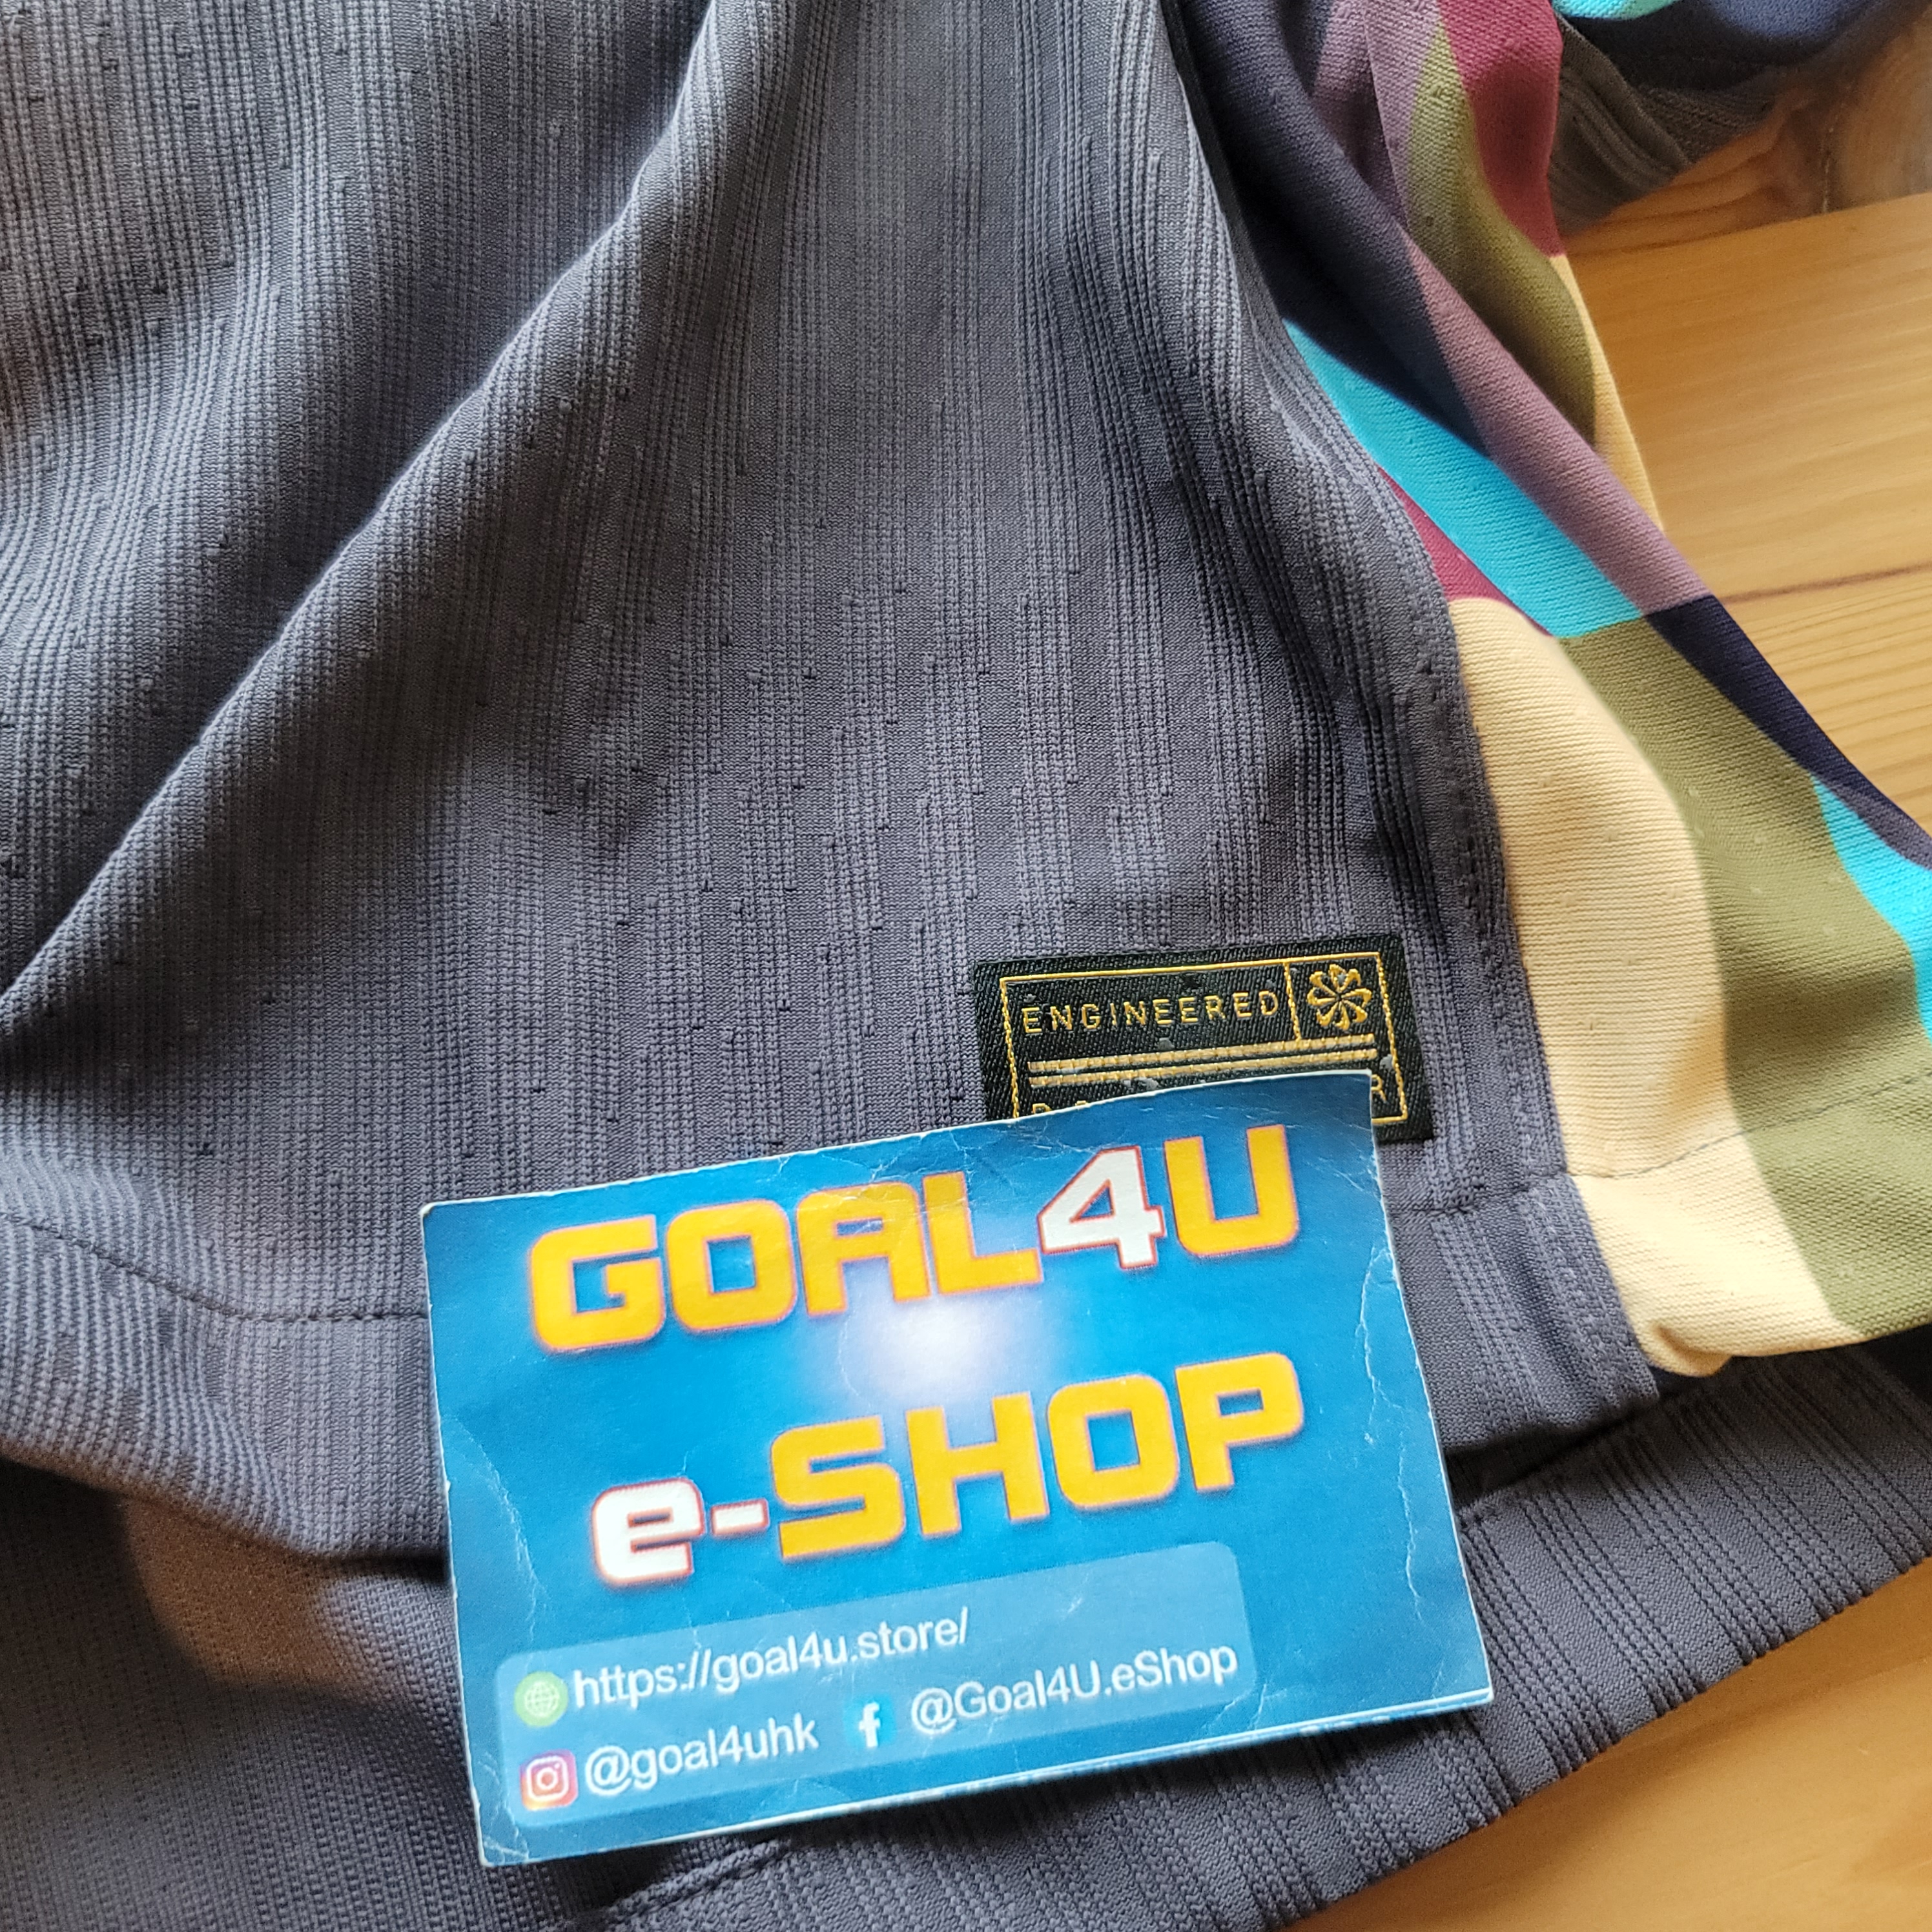 ENGINEERED
GOAL4U
e-SHOP
https://goal4u.store/
@goal4uhk @Goal4U.eShop